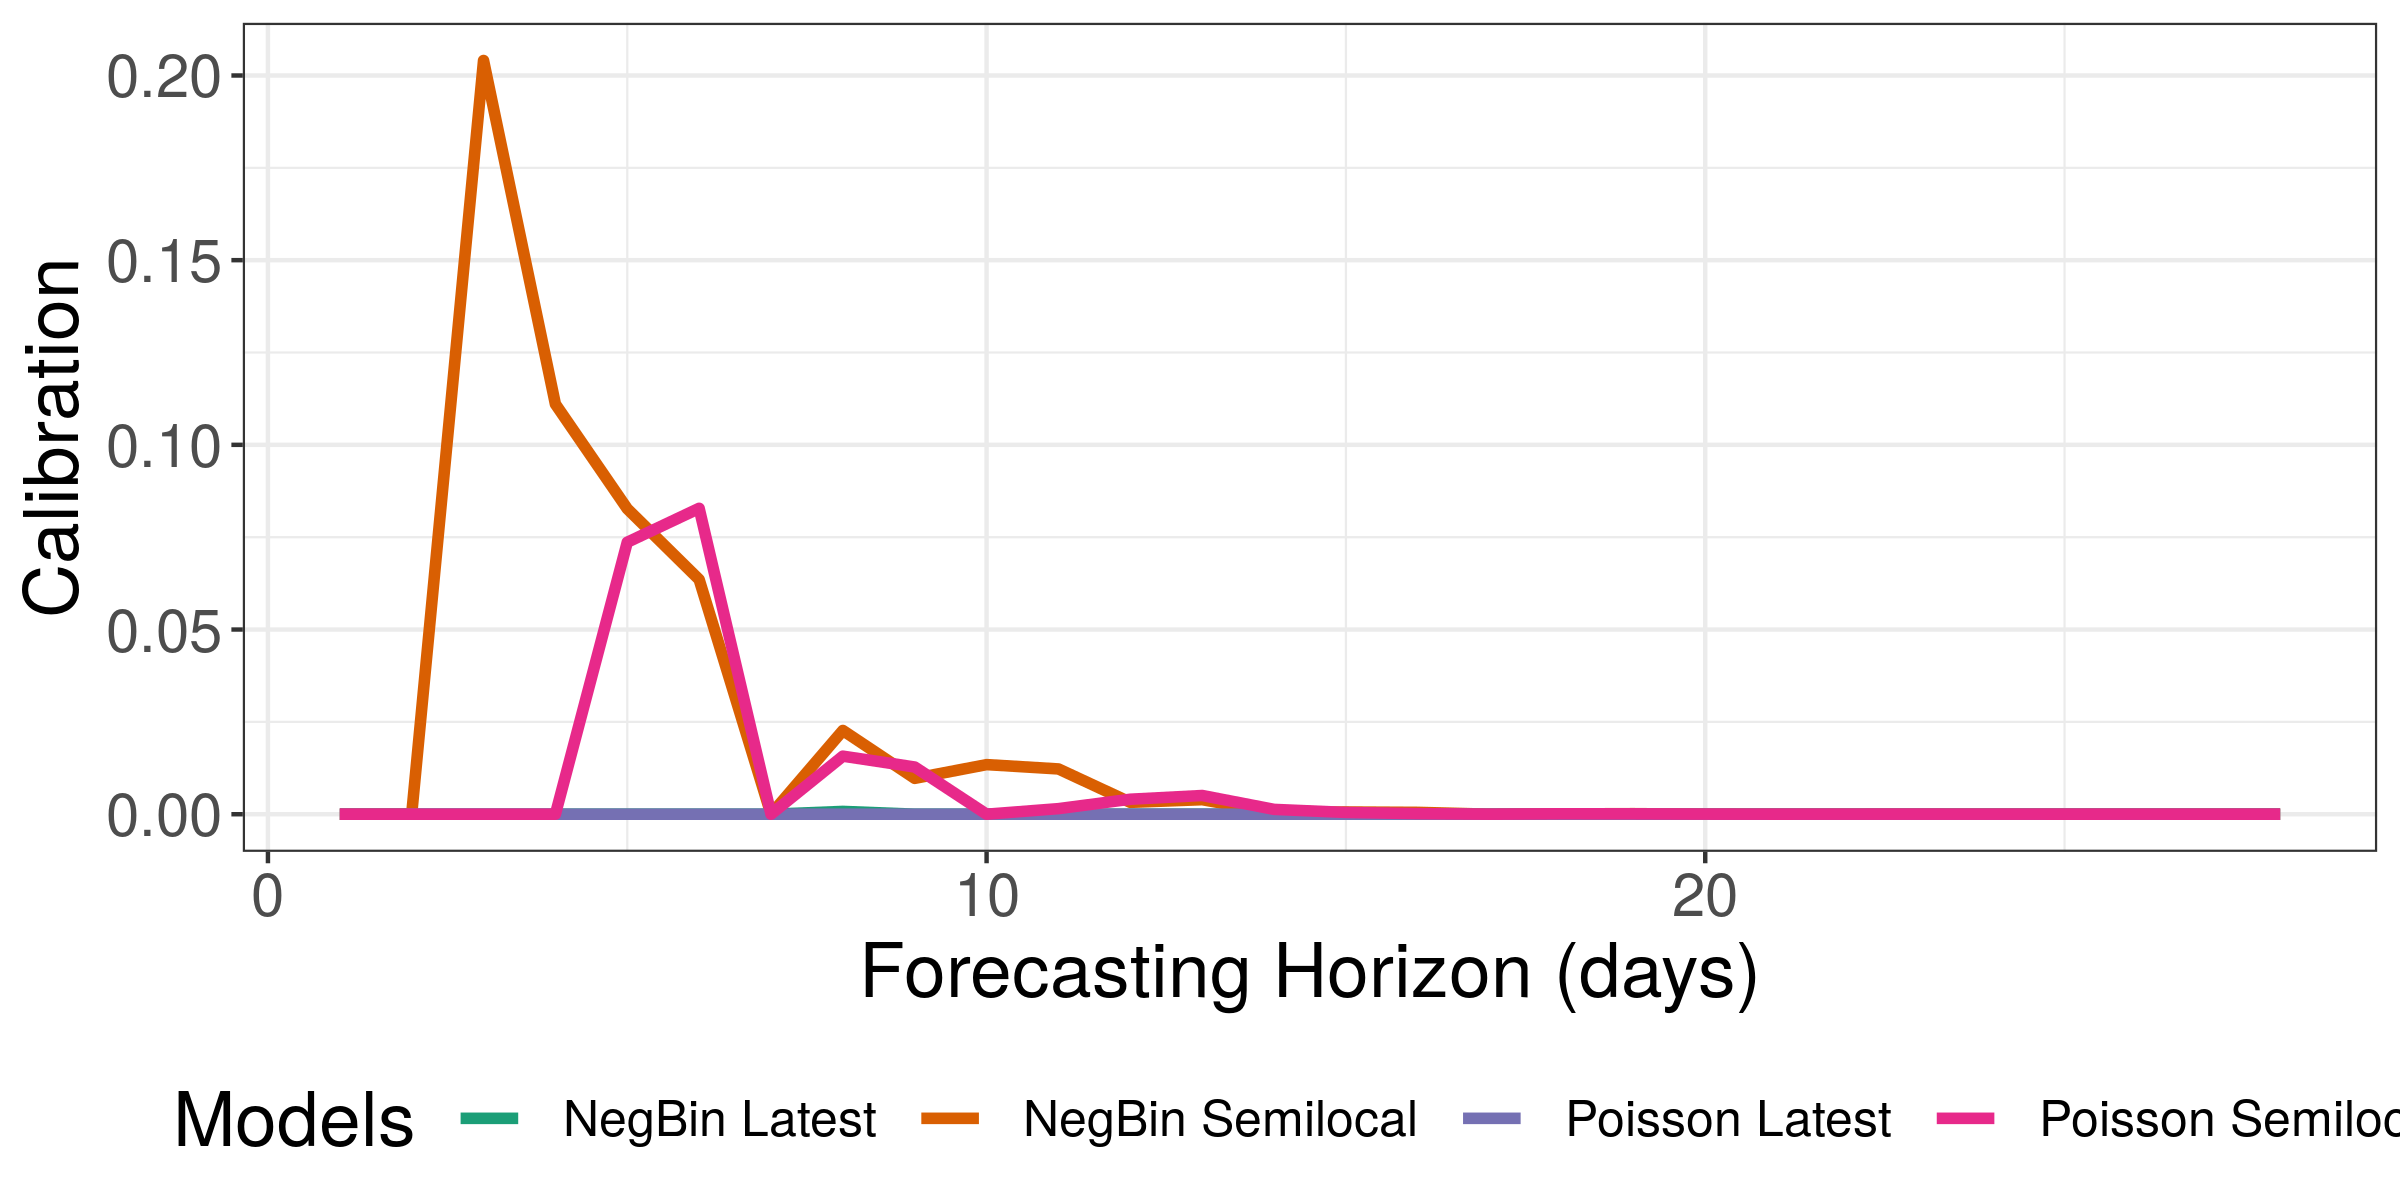 0.20
0.15
0.10
0.05
0.00
Calibration
0 10 20
Forecasting Horizon (days)
Models NegBin Latest NegBin Semilocal Poisson Latest Poisson